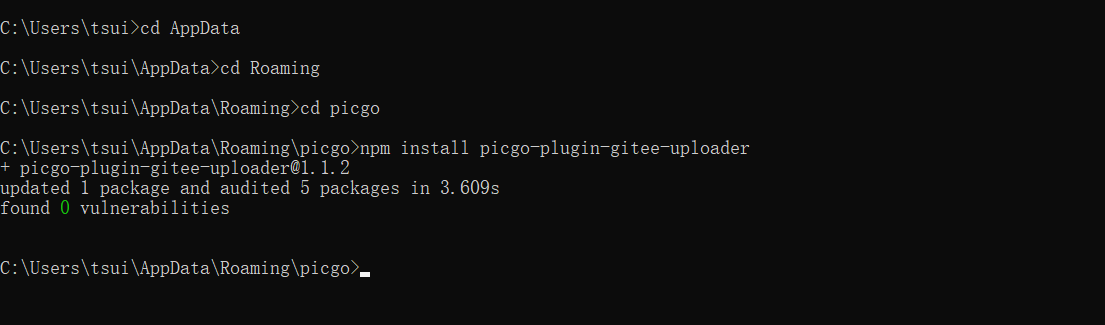 C:\Users\tsui>cd AppData
C:\Users\tsui\AppData>cd Roaming
C:\Users\tsui\AppData\Roaming>cd picgo
C:\Users\tsui\AppData\Roaming\picgo>npm install picgo-plugin-gitee-uploader
+ picgo-plugin-gitee-uploader@1.1.2
updated 1 package and audited 5 packages in 3.609s
found 0 vulnerabilities
C:\Users\tsui\AppData\Roaming\picgo>